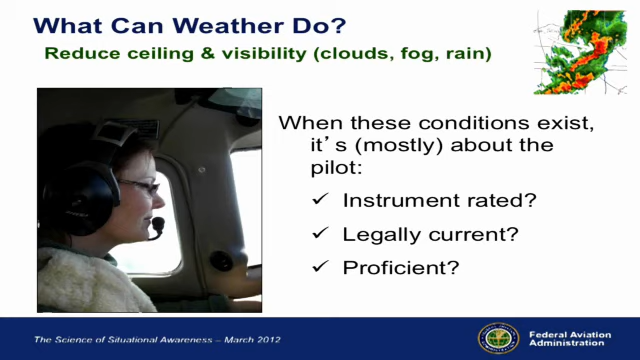 What Can Weather Do?
Reduce ceiling & visibility (clouds, fog, rain)
When these conditions exist,
it's (mostly) about the
pilot:
✓ Instrument rated?
✓ Legally current?
✓ Proficient?
The Science of Situational Awareness – March 2012
Federal Aviation
Administration